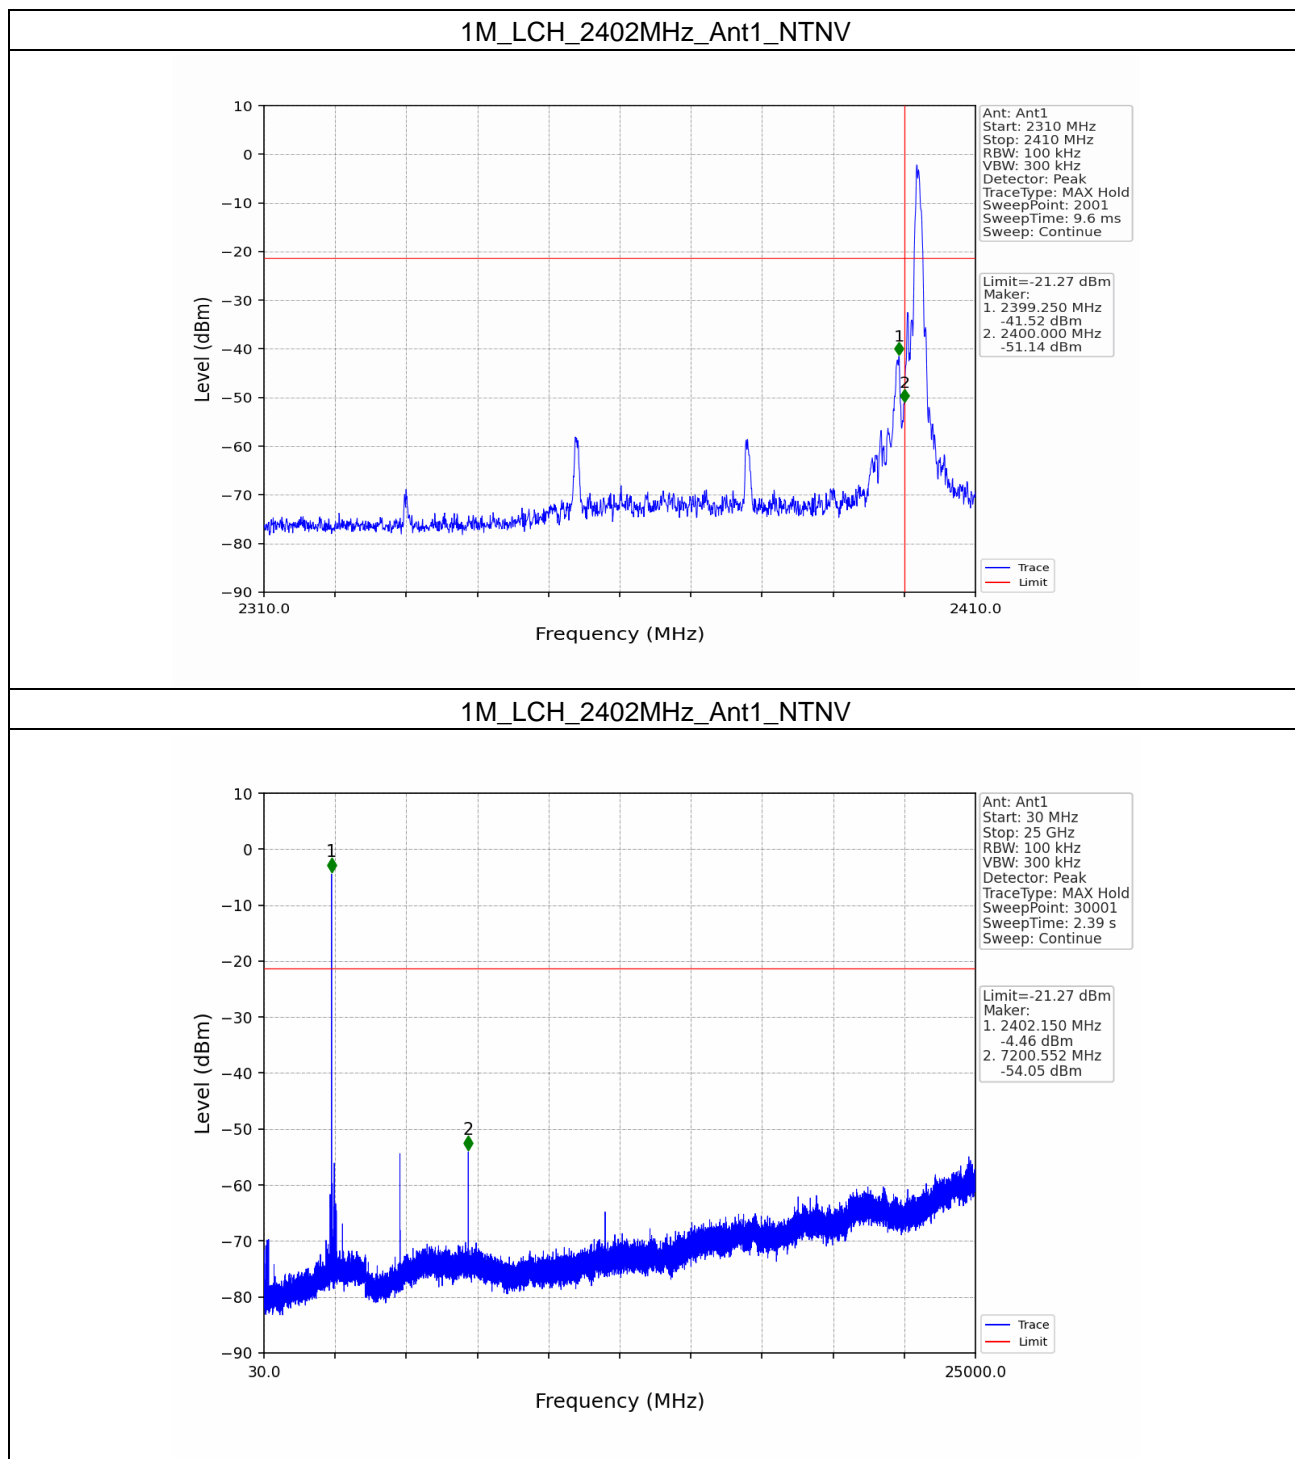 1M_LCH_2402MHz_Ant1_NTNV
10
0
−10
−20
−30
−40
−50
−60
−70
−80
−90
Level (dBm)
1
2
2310.0
2410.0
Frequency (MHz)
Ant: Ant1
Start: 2310 MHz
Stop: 2410 MHz
RBW: 100 kHz
VBW: 300 kHz
Detector: Peak
TraceType: MAX Hold
SweepPoint: 2001
SweepTime: 9.6 ms
Sweep: Continue
Limit=-21.27 dBm
Maker:
1. 2399.250 MHz
-41.52 dBm
2. 2400.000 MHz
-51.14 dBm
Trace
Limit
1M_LCH_2402MHz_Ant1_NTNV
10
0
−10
−20
−30
−40
−50
−60
−70
−80
−90
Level (dBm)
1
2
30.0
25000.0
Frequency (MHz)
Ant: Ant1
Start: 30 MHz
Stop: 25 GHz
RBW: 100 kHz
VBW: 300 kHz
Detector: Peak
TraceType: MAX Hold
SweepPoint: 30001
SweepTime: 2.39 s
Sweep: Continue
Limit=-21.27 dBm
Maker:
1. 2402.150 MHz
-4.46 dBm
2. 7200.552 MHz
-54.05 dBm
Trace
Limit